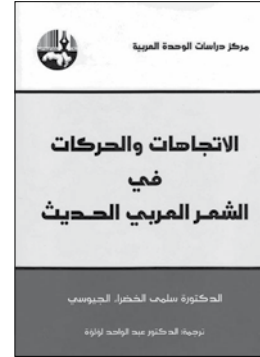 مركز دراسات الوحدة العربية
الاتجاهات والحركات
في
الشعر العربي الحديث
الدكتورة سلمى الخضراء الجيوسي
ترجمة: الدكتور عبد الواحد لؤلؤة